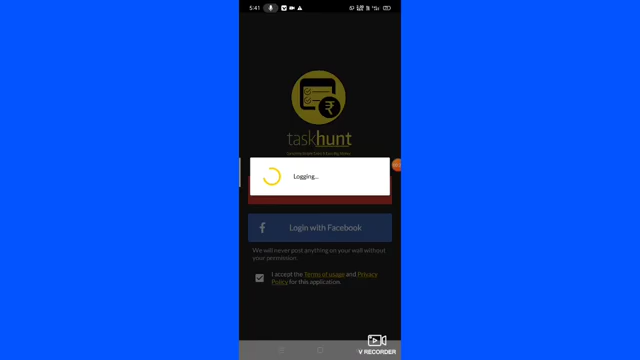 5:41
taskhunt
Logging...
Login with Facebook
We will never post anything on your wall without
your permission.
I accept the Terms of usage and Privacy
Policy for this application.
V RECORDER